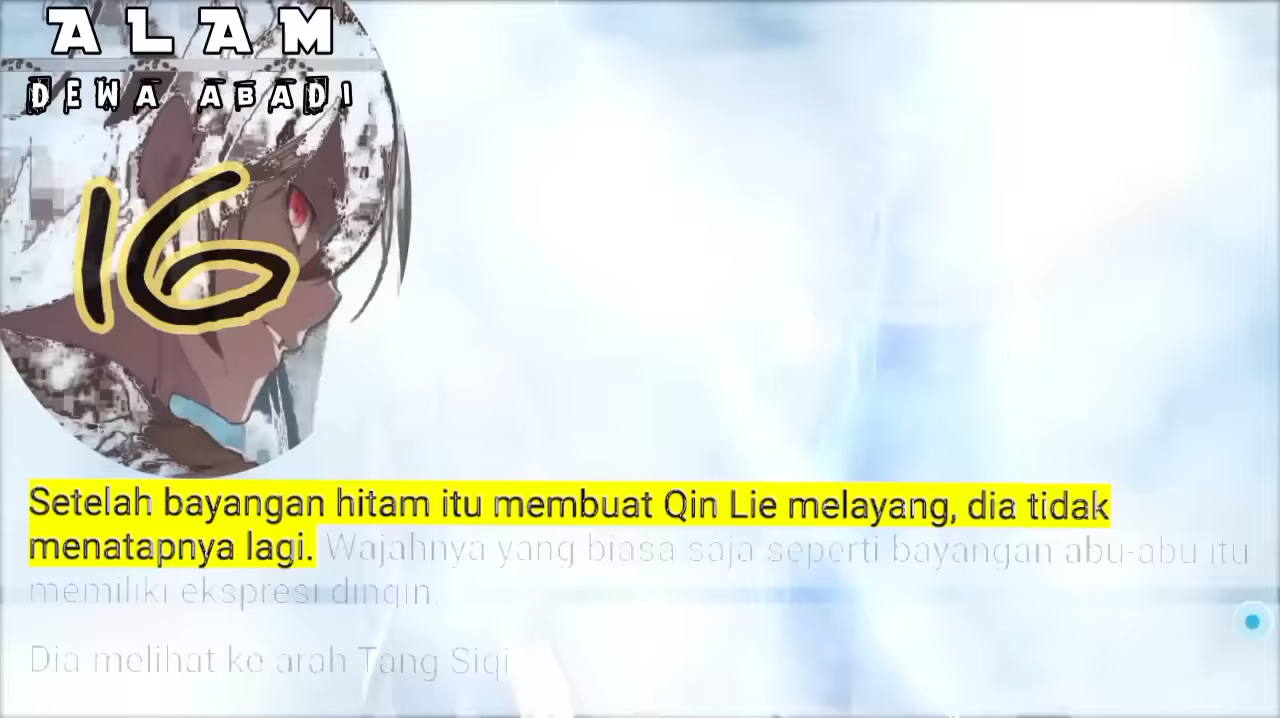 ALAM
DEWA ABADI
16
Setelah bayangan hitam itu membuat Qin Lie melayang, dia tidak
menatapnya lagi. Wajahnya yang biasa saja seperti bayangan abu-abu itu
memiliki ekspresi dingin.
Dia melihat ke arah Tang Siqi